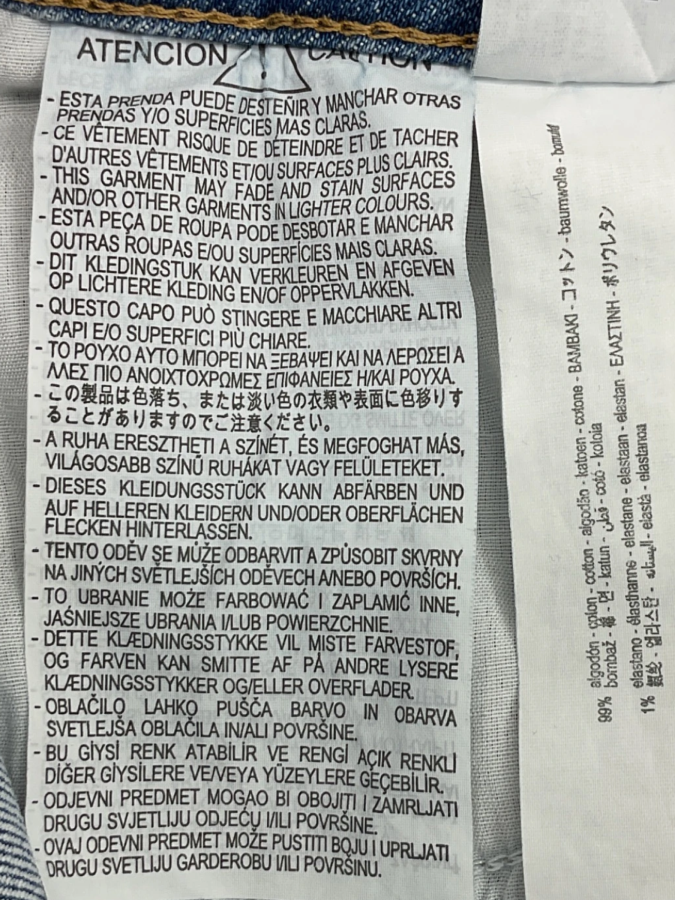 ATENCION CAUTION
- ESTA PRENDA PUEDE DESTEÑIR Y MANCHAR OTRAS
PRENDAS Y/O SUPERFICIES MAS CLARAS.
- CE VÊTEMENT RISQUE DE DÉTEINDRE ET DE TACHER
D'AUTRES VÊTEMENTS ET/OU SURFACES PLUS CLAIRS.
- THIS GARMENT MAY FADE AND STAIN SURFACES
AND/OR OTHER GARMENTS IN LIGHTER COLOURS.
- ESTA PEÇA DE ROUPA PODE DESBOTAR E MANCHAR
OUTRAS ROUPAS E/OU SUPERFÍCIES MAIS CLARAS.
- DIT KLEDINGSTUK KAN VERKLEUREN EN AFGEVEN
OP LICHTERE KLEDING EN/OF OPPERVLAKKEN.
- QUESTO CAPO PUÒ STINGERE E MACCHIARE ALTRI
CAPI E/O SUPERFICI PIÙ CHIARE.
- ΤΟ ΡΟΥΧΟ ΑΥΤΟ ΜΠΟΡΕΙ ΝΑ ΞΕΒΑΨΕΙ ΚΑΙ ΝΑ ΛΕΡΩΣΕΙ Α
ΛΛΕΣ ΠΙΟ ΑΝΟΙΧΤΟΧΡΩΜΕΣ ΕΠΙΦΑΝΕΙΕΣ Η/ΚΑΙ ΡΟΥΧΑ.
- この製品は色落ち、または淡い色の衣類や表面に色移りす
ることがありますのでご注意ください。
- A RUHA ERESZTHETI A SZÍNÉT, ÉS MEGFOGHAT MÁS,
VILÁGOSABB SZÍNŰ RUHÁKAT VAGY FELÜLETEKET.
- DIESES KLEIDUNGSSTÜCK KANN ABFÄRBEN UND
AUF HELLEREN KLEIDERN UND/ODER OBERFLÄCHEN
FLECKEN HINTERLASSEN.
- TENTO ODĚV SE MŮŽE ODBARVIT A ZPŮSOBIT SKVRNY
NA JINÝCH SVĚTLEJŠÍCH ODĚVECH A/NEBO POVRŠÍCH.
- TO UBRANIE MOŻE FARBOWAĆ I ZAPLAMIĆ INNE,
JAŚNIEJSZE UBRANIA I/LUB POWIERZCHNIE.
- DETTE KLÆDNINGSSTYKKE VIL MISTE FARVESTOF,
OG FARVEN KAN SMITTE AF PÅ ANDRE LYSERE
KLÆDNINGSSTYKKER OG/ELLER OVERFLADER.
- OBLAČILO LAHKO PUŠČA BARVO IN OBARVA
SVETLEJŠA OBLAČILA IN/ALI POVRŠINE.
- BU GİYSİ RENK ATABİLİR VE RENGİ AÇIK RENKLİ
DİĞER GİYSİLERE VE/VEYA YÜZEYLERE GEÇEBİLİR.
- ODJEVNI PREDMET MOGAO BI OBOJITI I ZAMRLJATI
DRUGU SVJETLIJU ODJEĆU I/ILI POVRŠINE.
- OVAJ ODEVNI PREDMET MOŽE PUSTITI BOJU I UPRLJATI
DRUGU SVETLIJU GARDEROBU I/ILI POVRŠINU.
99% algodón - coton - cotton - algodão - katoen - cotone - ΒΑΜΒΑΚΙ - コットン - baumwolle - bomuld
bombaž - 棉 - 면 - katun - قطن - cotó - kotoia
1% elastano - élasthanne - elastane - elastaan - elastan - ΕΛΑΣΤΙΝΗ - ポリウレタン
氨纶 - 엘라스탄 - إيلاستان - elastà - elastanoa